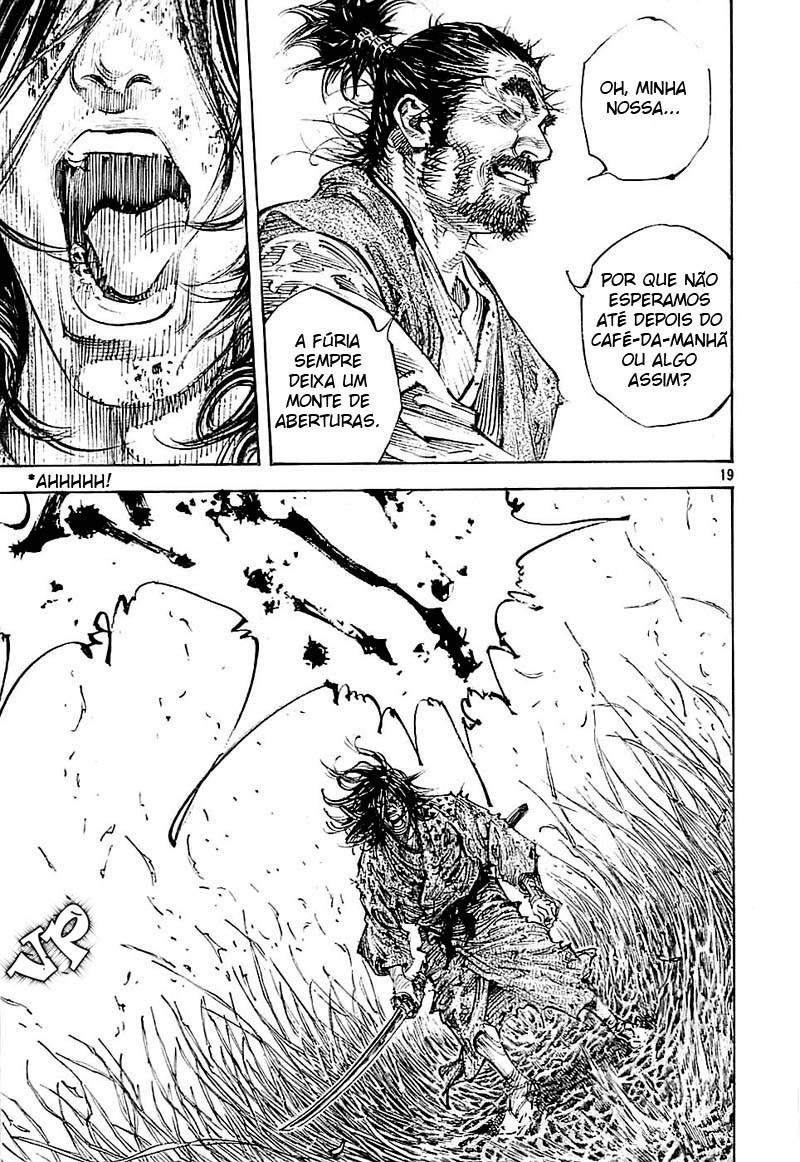 OH, MINHA
NOSSA...
POR QUE NÃO
ESPERAMOS
ATÉ DEPOIS DO
CAFÉ-DA-MANHÃ
OU ALGO
ASSIM?
A FÚRIA
SEMPRE
DEIXA UM
MONTE DE
ABERTURAS.
19
*AHHHHH!
VP